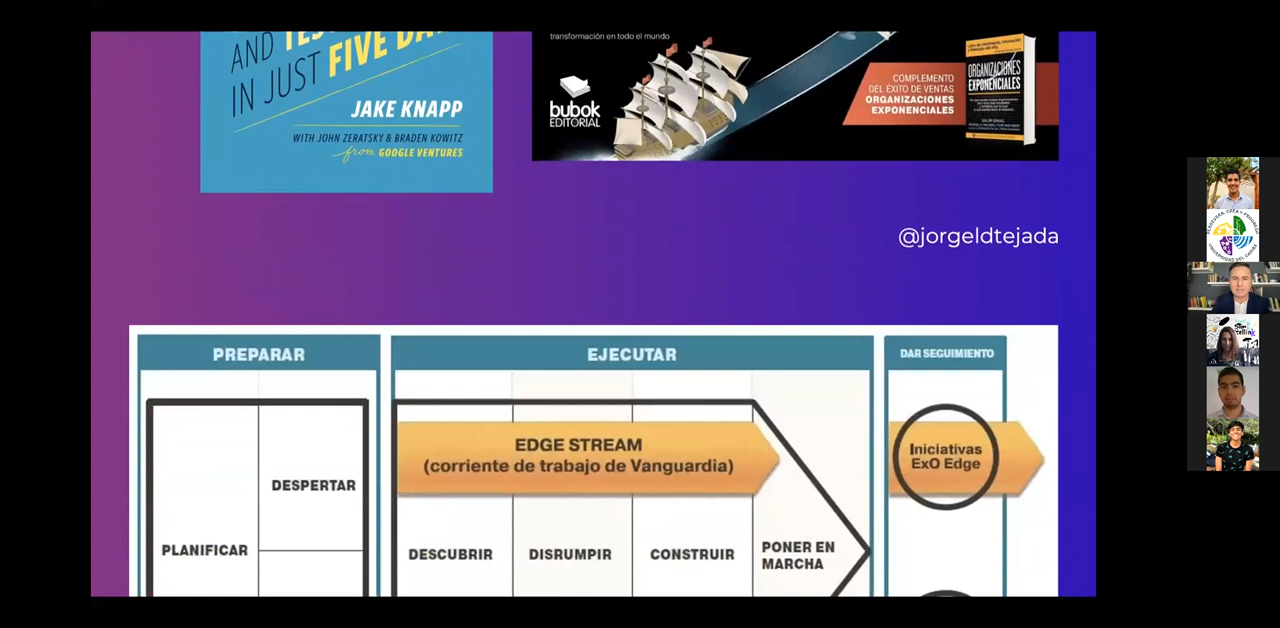 AND TES
IN JUST FIVE DA
JAKE KNAPP
WITH JOHN ZERATSKY & BRADEN KOWITZ
from GOOGLE VENTURES
transformación en todo el mundo
bubok
EDITORIAL
COMPLEMENTO
DEL ÉXITO DE VENTAS
ORGANIZACIONES
EXPONENCIALES
ORGANIZACIONES
EXPONENCIALES
@jorgeldtejada
PREPARAR
EJECUTAR
DAR SEGUIMIENTO
EDGE STREAM
(corriente de trabajo de Vanguardia)
Iniciativas
ExO Edge
DESPERTAR
PLANIFICAR
DESCUBRIR
DISRUMPIR
CONSTRUIR
PONER EN
MARCHA